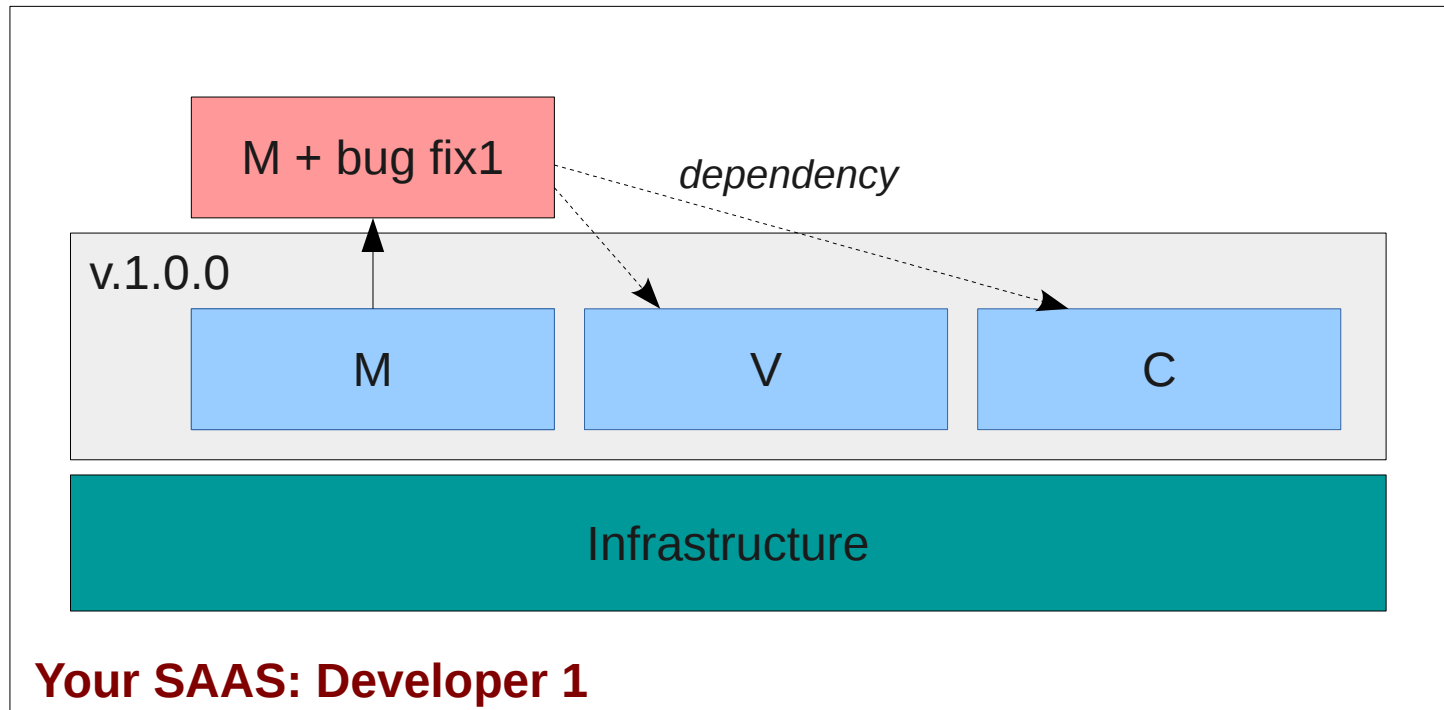 M + bug fix1
dependency
v.1.0.0
M
V
C
Infrastructure
Your SAAS: Developer 1